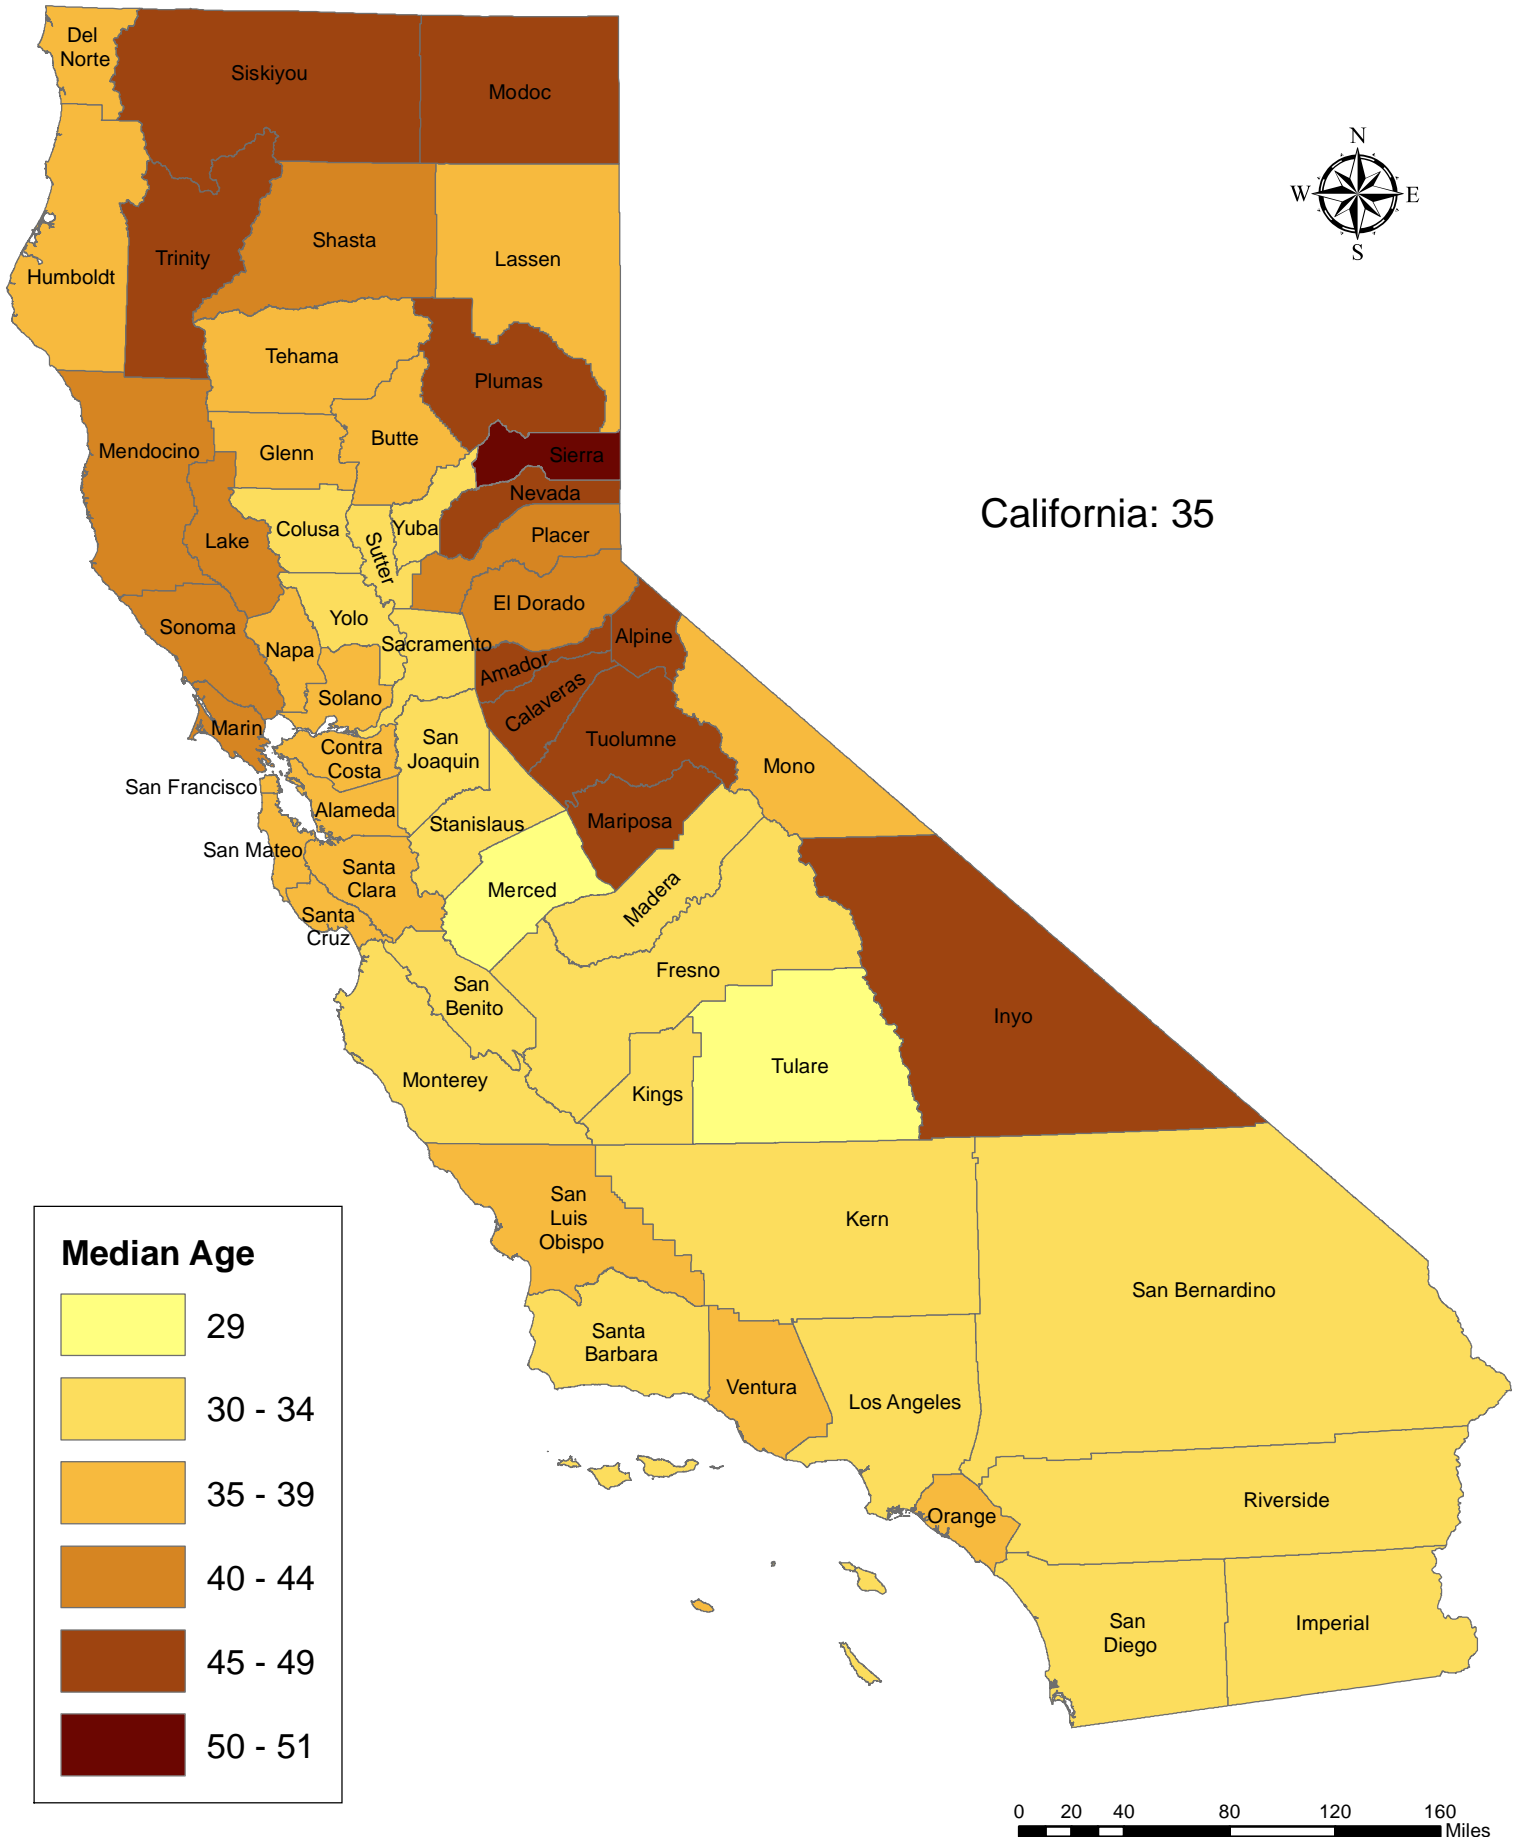 Del
Norte
Siskiyou
Modoc
N
W
E
S
Shasta
Trinity
Lassen
Humboldt
Tehama
Plumas
Butte
Mendocino
Glenn
Sierra
Nevada
California: 35
Colusa
Yuba
Placer
Lake
Sutter
El Dorado
Yolo
Sonoma
Alpine
Sacramento
Napa
Amador
Solano
Calaveras
Marin
San
Joaquin
Tuolumne
Contra
Costa
Mono
San Francisco
Alameda
Stanislaus
Mariposa
San Mateo
Santa
Clara
Merced
Madera
Santa
Cruz
Fresno
San
Benito
Inyo
Tulare
Monterey
Kings
San
Luis
Obispo
Kern
San Bernardino
Santa
Barbara
Ventura
Los Angeles
Riverside
Orange
San
Diego
Imperial
Median Age
29
30 - 34
35 - 39
40 - 44
45 - 49
50 - 51
0 20 40 80 120 160
Miles